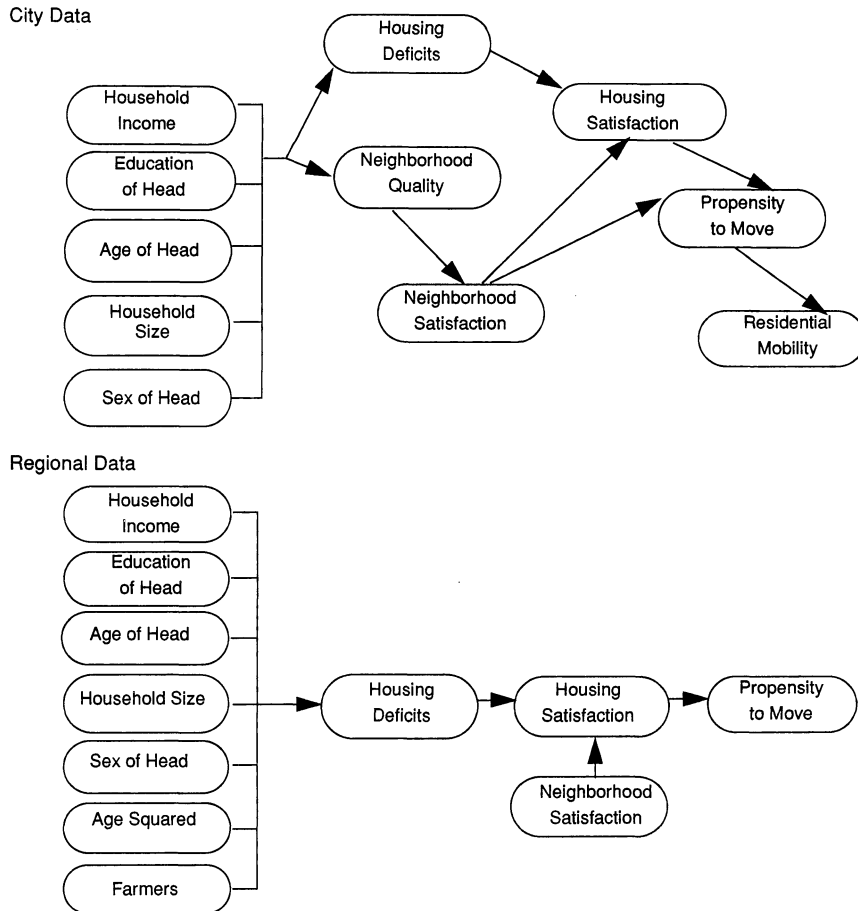 City Data
Housing
Deficits
Household
Income
Housing
Satisfaction
Education
of Head
Neighborhood
Quality
Propensity
to Move
Age of Head
Neighborhood
Satisfaction
Household
Size
Residential
Mobility
Sex of Head
Regional Data
Household
Income
Education
of Head
Age of Head
Household Size
Housing
Deficits
Housing
Satisfaction
Propensity
to Move
Sex of Head
Neighborhood
Satisfaction
Age Squared
Farmers